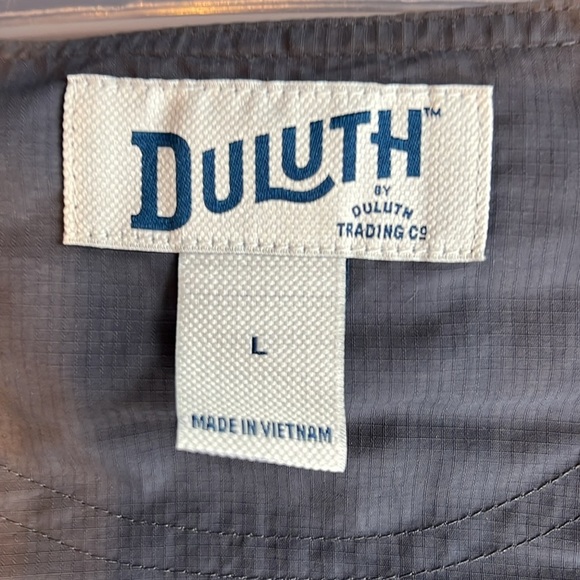 DULUTH™
BY
DULUTH
TRADING Co
L
MADE IN VIETNAM